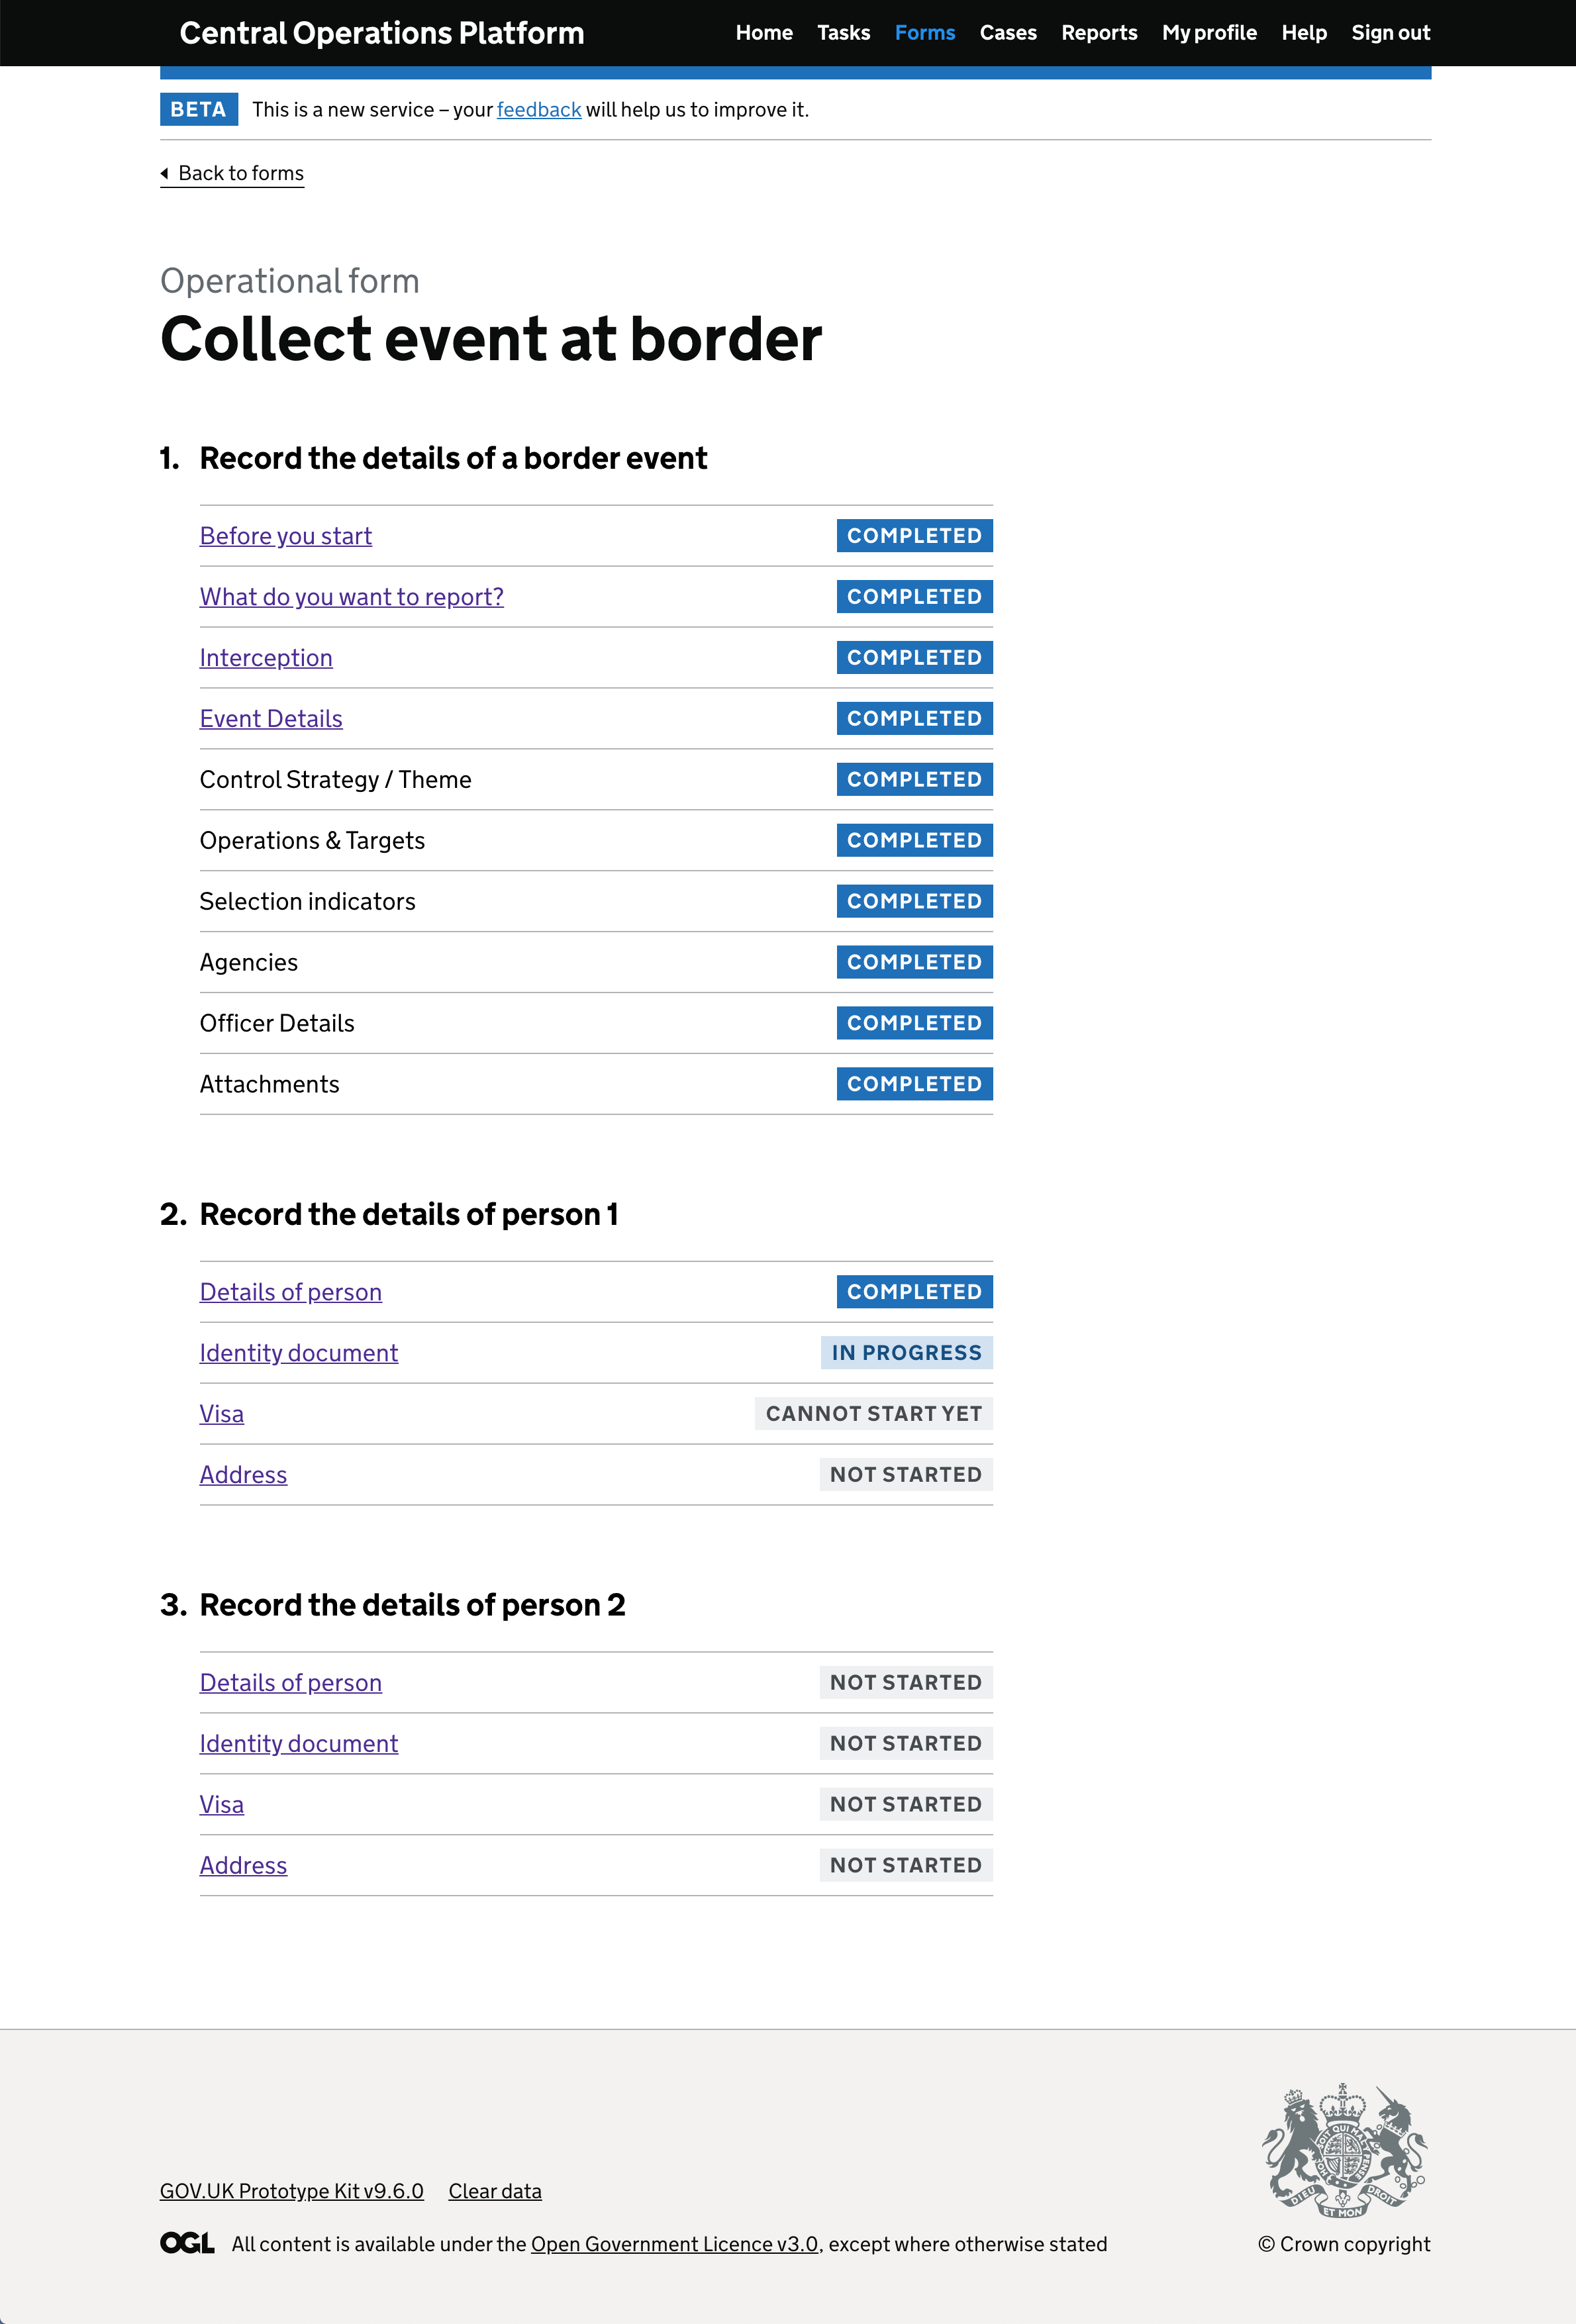 Central Operations Platform Home Tasks Forms Cases Reports My profile Help Sign out
BETA This is a new service – your feedback will help us to improve it.
Back to forms
Operational form
Collect event at border
1. Record the details of a border event
Before you start COMPLETED
What do you want to report? COMPLETED
Interception COMPLETED
Event Details COMPLETED
Control Strategy / Theme COMPLETED
Operations & Targets COMPLETED
Selection indicators COMPLETED
Agencies COMPLETED
Officer Details COMPLETED
Attachments COMPLETED
2. Record the details of person 1
Details of person COMPLETED
Identity document IN PROGRESS
Visa CANNOT START YET
Address NOT STARTED
3. Record the details of person 2
Details of person NOT STARTED
Identity document NOT STARTED
Visa NOT STARTED
Address NOT STARTED
DIEU ET MON DROIT
GOV.UK Prototype Kit v9.6.0 Clear data
OGL All content is available under the Open Government Licence v3.0, except where otherwise stated © Crown copyright